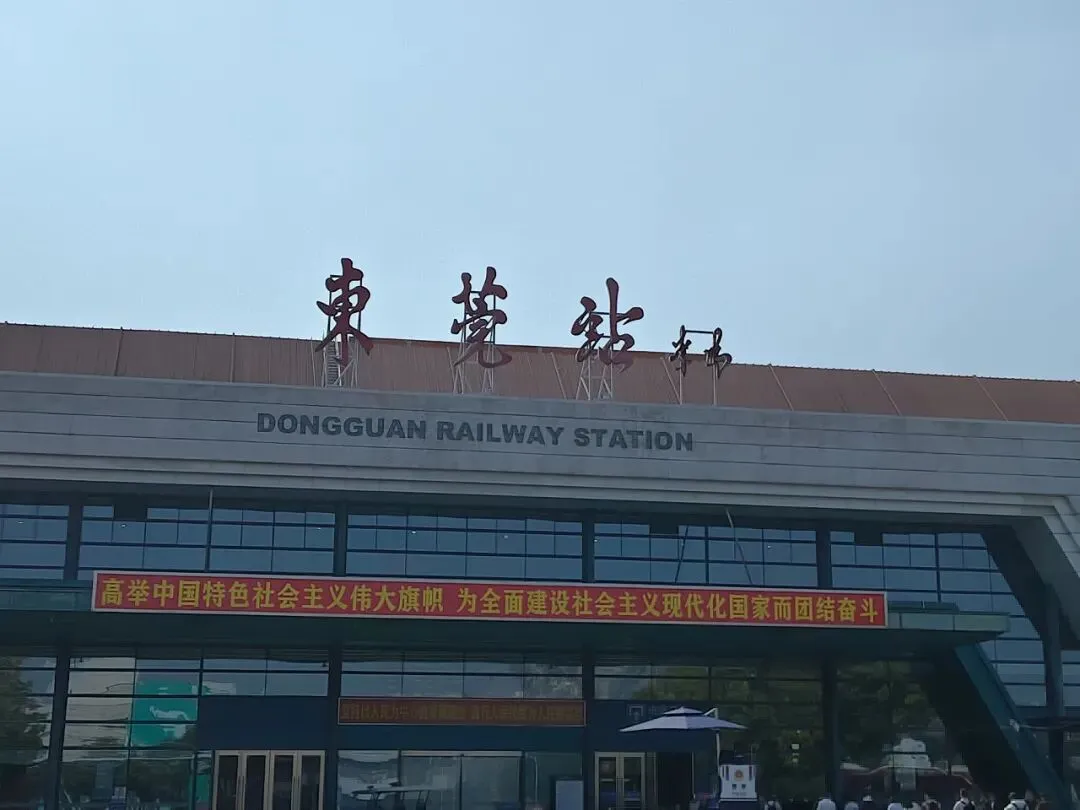 東莞站
DONGGUAN RAILWAY STATION
高举中国特色社会主义伟大旗帜 为全面建设社会主义现代化国家而团结奋斗